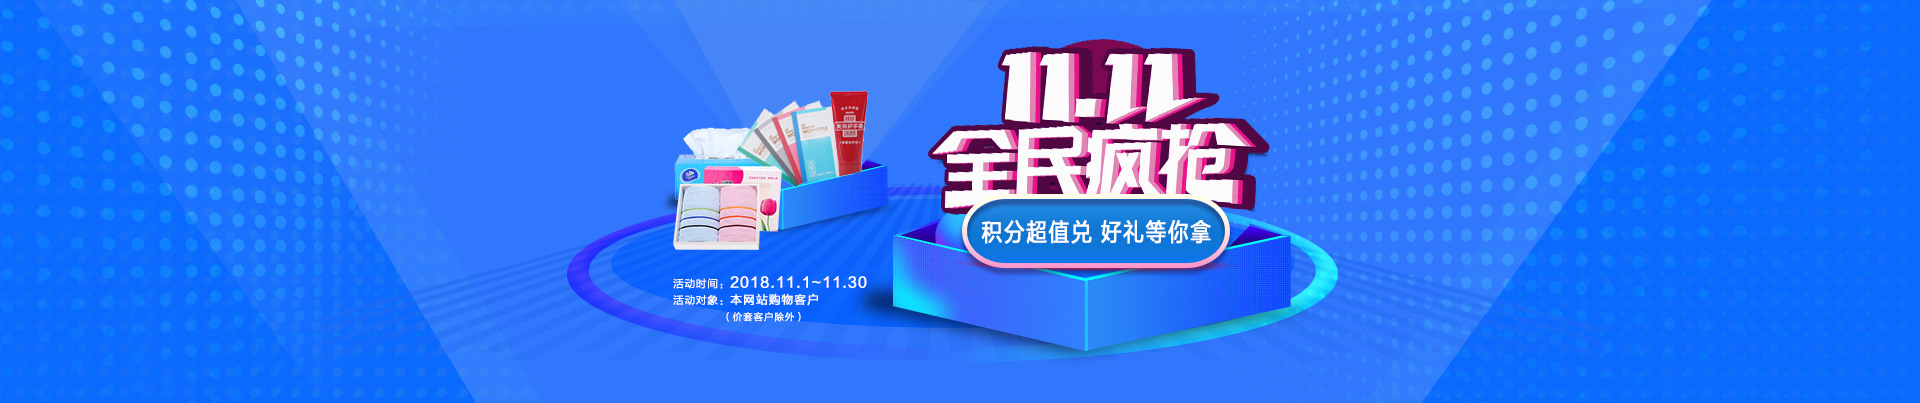 11.11
全民疯抢
积分超值兑 好礼等你拿
活动时间：2018.11.1~11.30
活动对象：本网站购物客户
（价套客户除外）